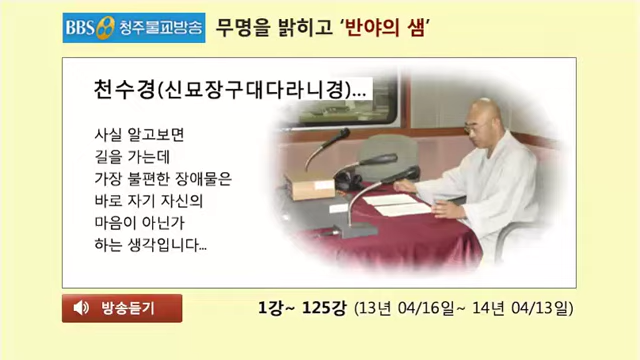 BBS 청주불교방송 무명을 밝히고 '반야의 샘'
천수경(신묘장구대다라니경)...
사실 알고보면
길을 가는데
가장 불편한 장애물은
바로 자기 자신의
마음이 아닌가
하는 생각입니다...
방송듣기 1강~ 125강 (13년 04/16일~ 14년 04/13일)